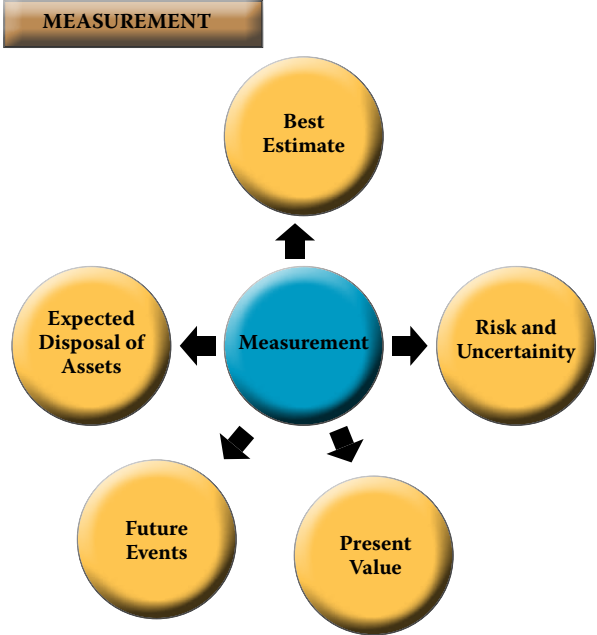 MEASUREMENT
Best
Estimate
Expected
Disposal of
Assets
Measurement
Risk and
Uncertainity
Future
Events
Present
Value